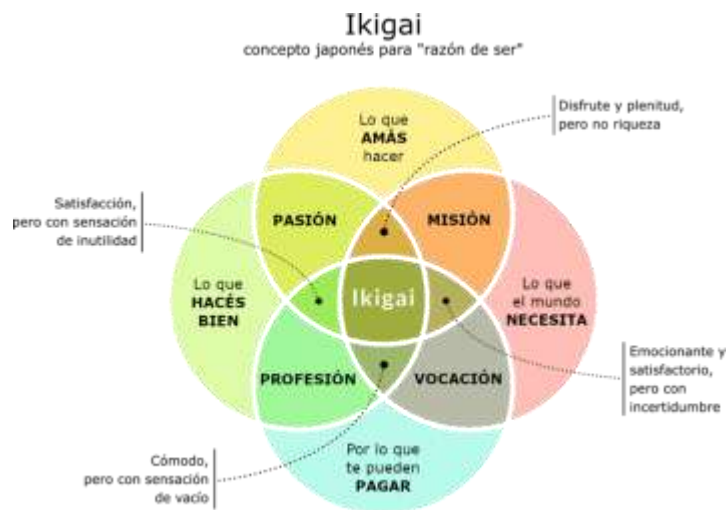 Ikigai
concepto japonés para "razón de ser"
Disfrute y plenitud,
pero no riqueza
Lo que
AMÁS
hacer
Satisfacción,
pero con sensación
de inutilidad
PASIÓN
MISIÓN
Lo que
HACÉS
BIEN
Ikigai
Lo que
el mundo
NECESITA
Emocionante y
satisfactorio,
pero con
incertidumbre
PROFESIÓN
VOCACIÓN
Cómodo,
pero con sensación
de vacío
Por lo que
te pueden
PAGAR